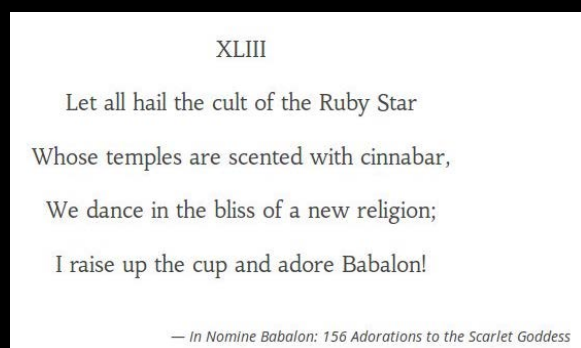 XLIII
Let all hail the cult of the Ruby Star
Whose temples are scented with cinnabar,
We dance in the bliss of a new religion;
I raise up the cup and adore Babalon!
— In Nomine Babalon: 156 Adorations to the Scarlet Goddess